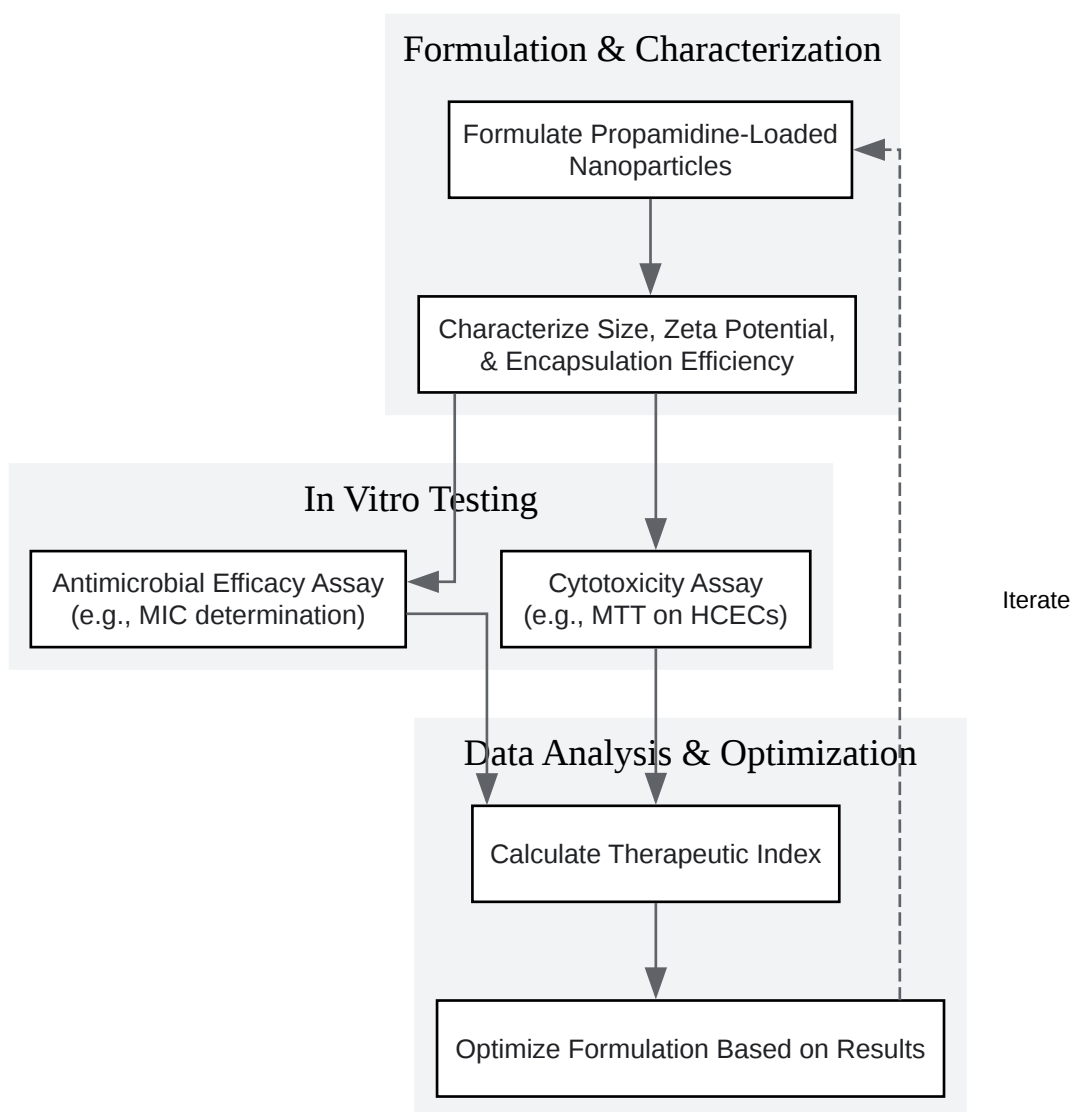 Formulation & Characterization
Formulate Propamidine-Loaded
Nanoparticles
Characterize Size, Zeta Potential,
& Encapsulation Efficiency
In Vitro Testing
Antimicrobial Efficacy Assay
(e.g., MIC determination)
Cytotoxicity Assay
(e.g., MTT on HCECs)
Iterate
Data Analysis & Optimization
Calculate Therapeutic Index
Optimize Formulation Based on Results